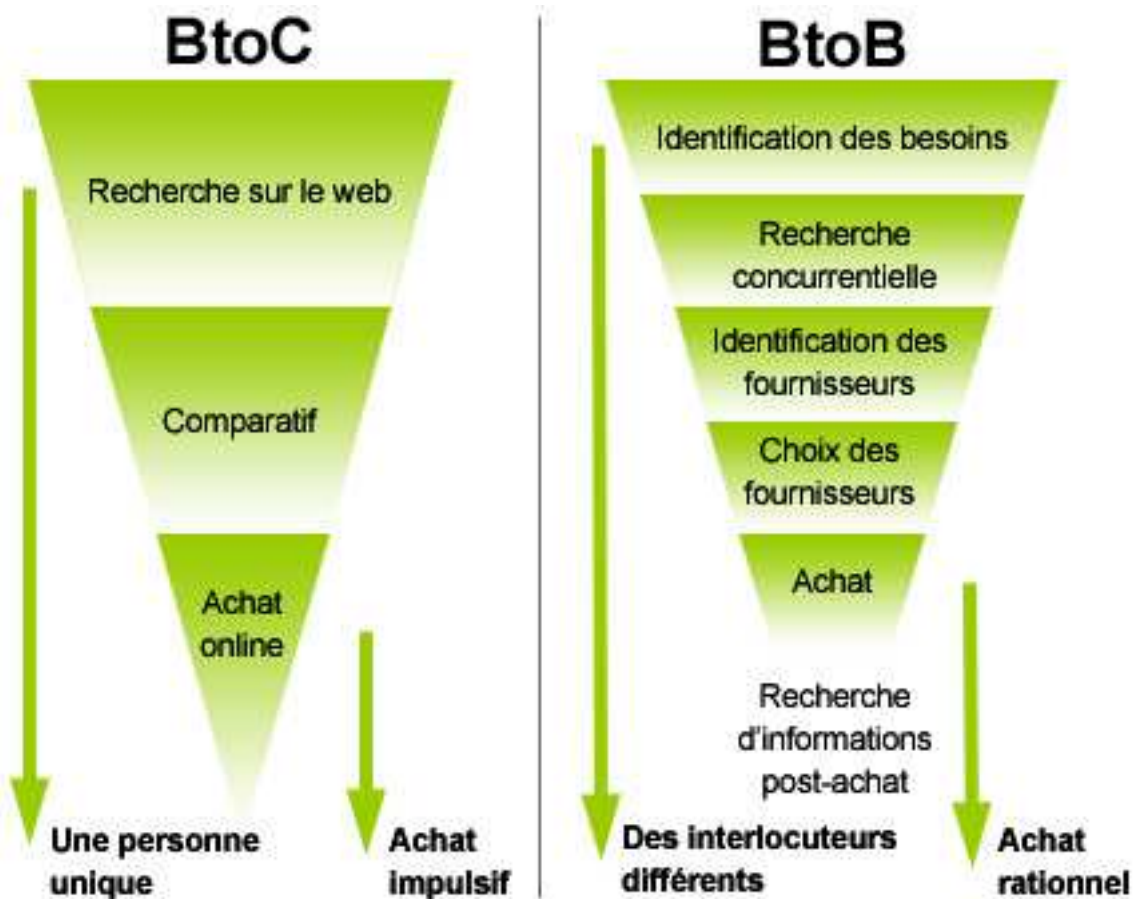 BtoC
Recherche sur le web
Comparatif
Achat
online
Une personne
unique
Achat
impulsif
BtoB
Identification des besoins
Recherche
concurrentielle
Identification des
fournisseurs
Choix des
fournisseurs
Achat
Recherche
d'informations
post-achat
Des interlocuteurs
différents
Achat
rationnel